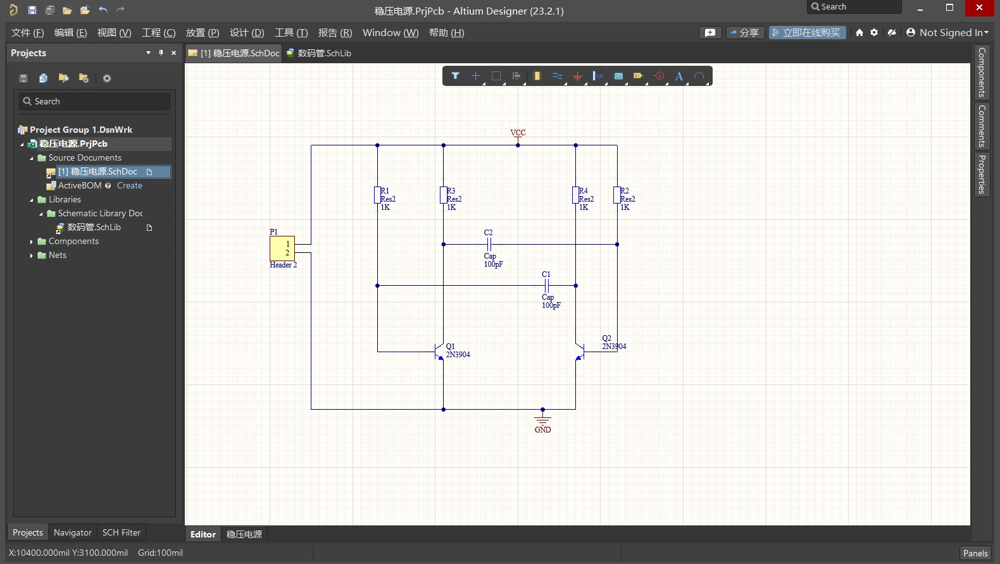 稳压电源.PrjPcb - Altium Designer (23.2.1)
Search
文件 (F) 编辑 (E) 视图 (V) 工程 (C) 放置 (P) 设计 (D) 工具 (T) 报告 (R) Window (W) 帮助 (H)
分享
立即在线购买
Not Signed In
Projects
[1] 稳压电源.SchDoc
数码管.SchLib
Search
Project Group 1.DsnWrk
稳压电源.PrjPcb
Source Documents
[1] 稳压电源.SchDoc
ActiveBOM Create
Libraries
Schematic Library Doc
数码管.SchLib
Components
Nets
VCC
R1
Res2
1K
R3
Res2
1K
R4
Res2
1K
R2
Res2
1K
P1
1
2
Header 2
C2
Cap
100pF
C1
Cap
100pF
Q1
2N3904
Q2
2N3904
GND
Components
Comments
Properties
Projects
Navigator
SCH Filter
Editor
稳压电源
X:10400.000mil Y:3100.000mil Grid:100mil
Panels